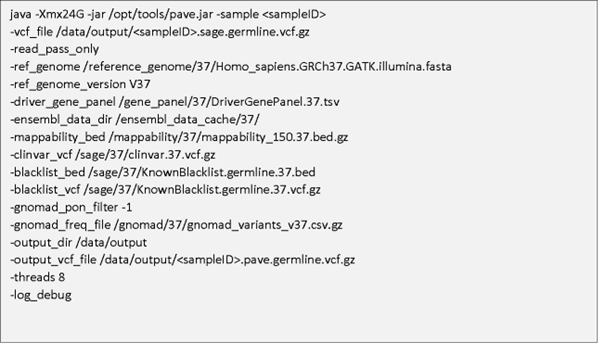 java -Xmx24G -jar /opt/tools/pave.jar -sample <sampleID>
-vcf_file /data/output/<sampleID>.sage.germline.vcf.gz
-read_pass_only
-ref_genome /reference_genome/37/Homo_sapiens.GRCh37.GATK.illumina.fasta
-ref_genome_version V37
-driver_gene_panel /gene_panel/37/DriverGenePanel.37.tsv
-ensembl_data_dir /ensembl_data_cache/37/
-mappability_bed /mappability/37/mappability_150.37.bed.gz
-clinvar_vcf /sage/37/clinvar.37.vcf.gz
-blacklist_bed /sage/37/KnownBlacklist.germline.37.bed
-blacklist_vcf /sage/37/KnownBlacklist.germline.37.vcf.gz
-gnomad_pon_filter -1
-gnomad_freq_file /gnomad/37/gnomad_variants_v37.csv.gz
-output_dir /data/output
-output_vcf_file /data/output/<sampleID>.pave.germline.vcf.gz
-threads 8
-log_debug